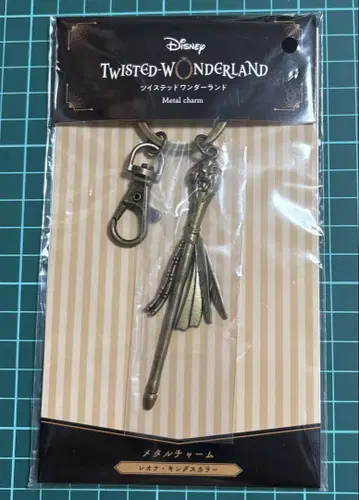 Disney
TWISTED-WONDERLAND
ツイステッドワンダーランド
Metal charm
メタルチャーム
レオナ・キングスカラー